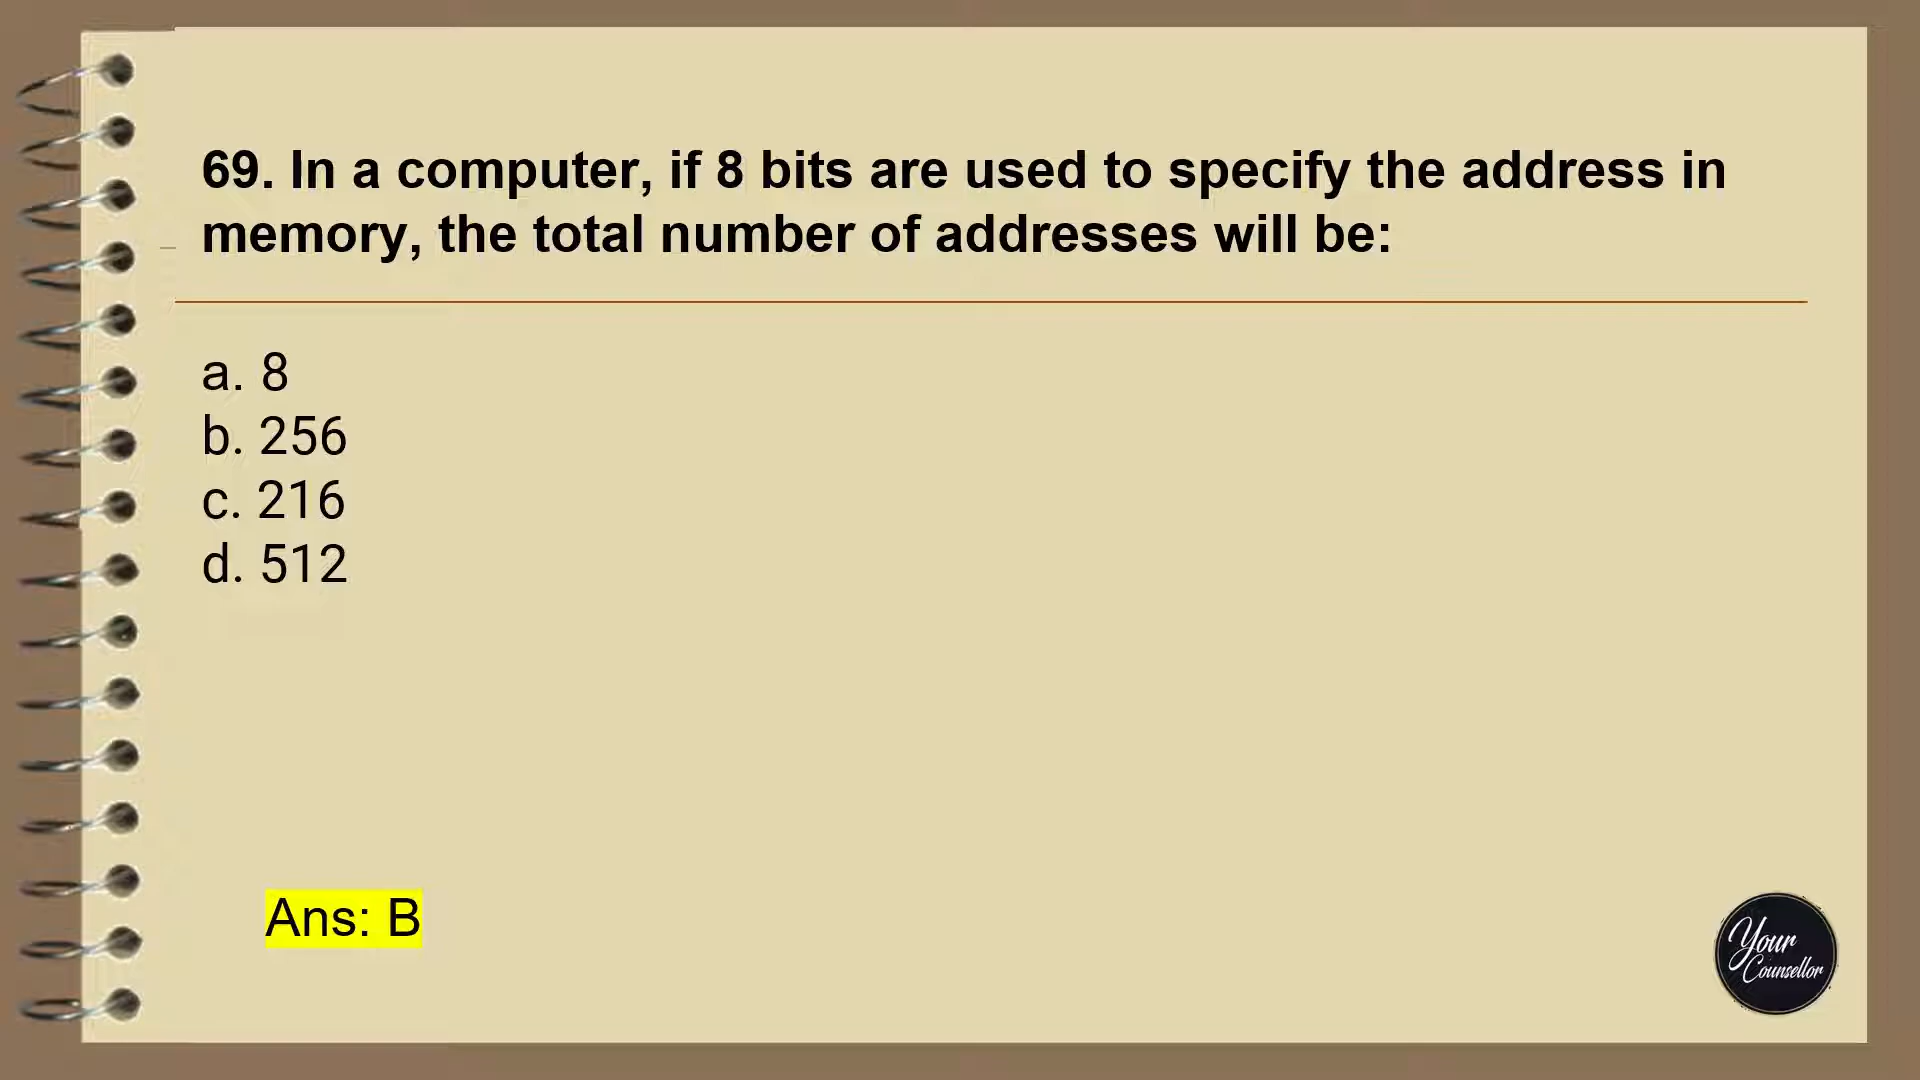 69. In a computer, if 8 bits are used to specify the address in
memory, the total number of addresses will be:
a. 8
b. 256
c. 216
d. 512
Ans: B
Your
Counsellor